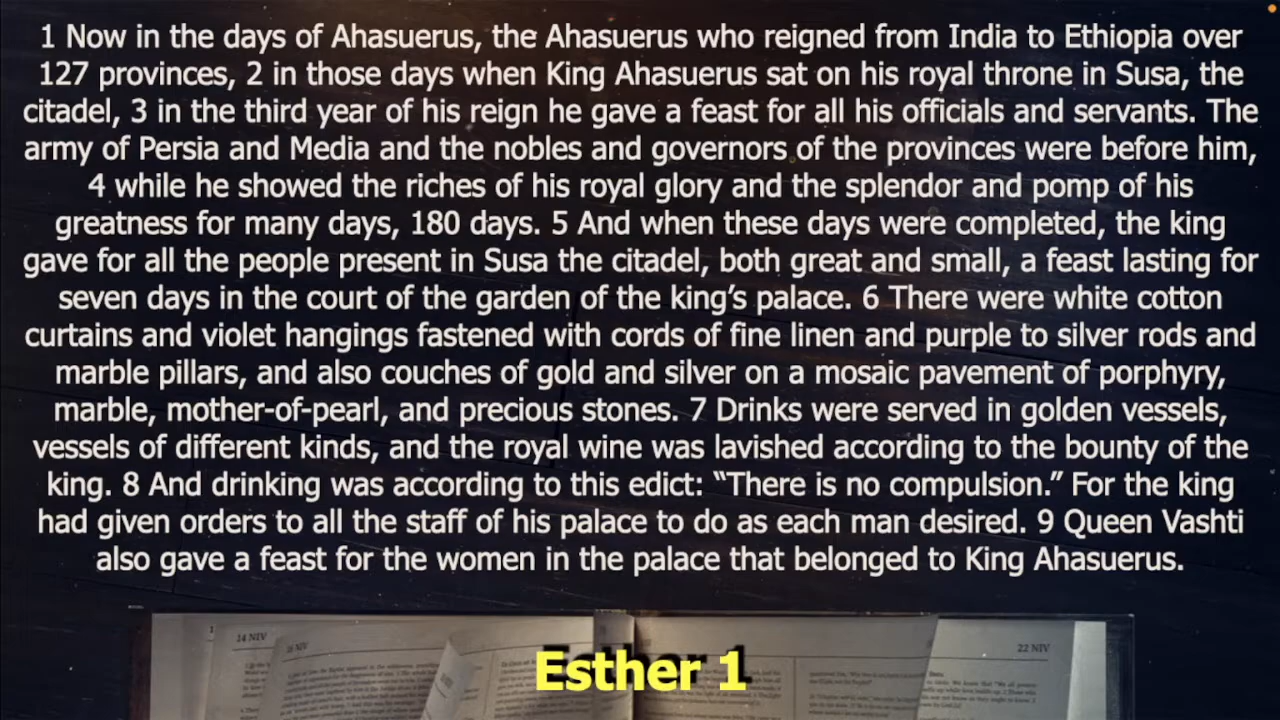 1 Now in the days of Ahasuerus, the Ahasuerus who reigned from India to Ethiopia over
127 provinces, 2 in those days when King Ahasuerus sat on his royal throne in Susa, the
citadel, 3 in the third year of his reign he gave a feast for all his officials and servants. The
army of Persia and Media and the nobles and governors of the provinces were before him,
4 while he showed the riches of his royal glory and the splendor and pomp of his
greatness for many days, 180 days. 5 And when these days were completed, the king
gave for all the people present in Susa the citadel, both great and small, a feast lasting for
seven days in the court of the garden of the king’s palace. 6 There were white cotton
curtains and violet hangings fastened with cords of fine linen and purple to silver rods and
marble pillars, and also couches of gold and silver on a mosaic pavement of porphyry,
marble, mother-of-pearl, and precious stones. 7 Drinks were served in golden vessels,
vessels of different kinds, and the royal wine was lavished according to the bounty of the
king. 8 And drinking was according to this edict: “There is no compulsion.” For the king
had given orders to all the staff of his palace to do as each man desired. 9 Queen Vashti
also gave a feast for the women in the palace that belonged to King Ahasuerus.
14 NIV
22 NIV
Esther 1